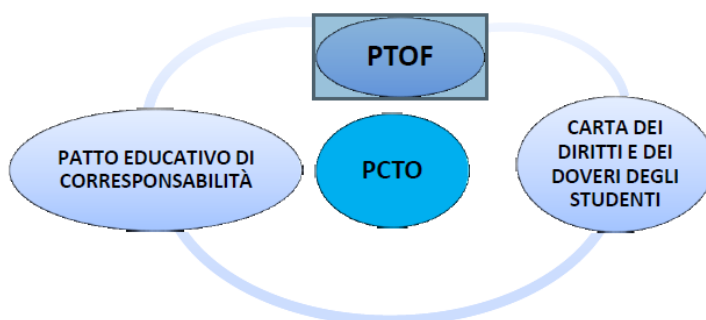 PTOF
PATTO EDUCATIVO DI
CORRESPONSABILITÀ
PCTO
CARTA DEI
DIRITTI E DEI
DOVERI DEGLI
STUDENTI